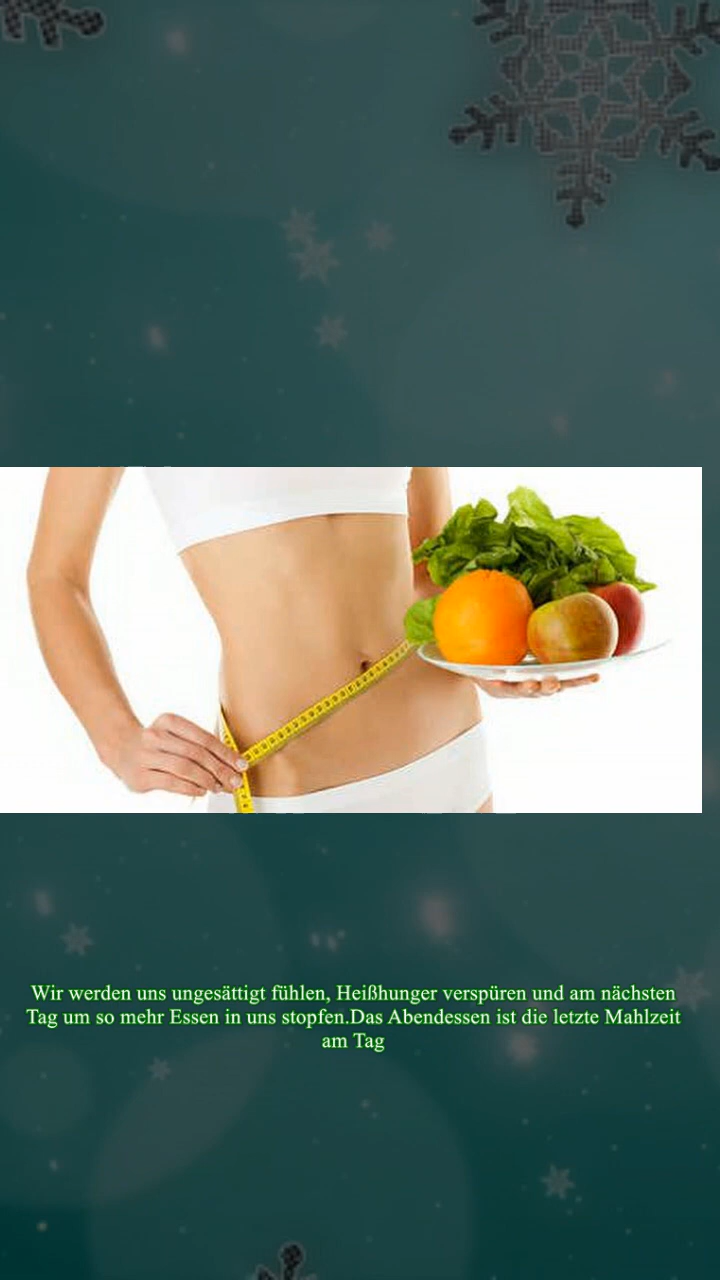 Wir werden uns ungesättigt fühlen, Heißhunger verspüren und am nächsten
Tag um so mehr Essen in uns stopfen.Das Abendessen ist die letzte Mahlzeit
am Tag